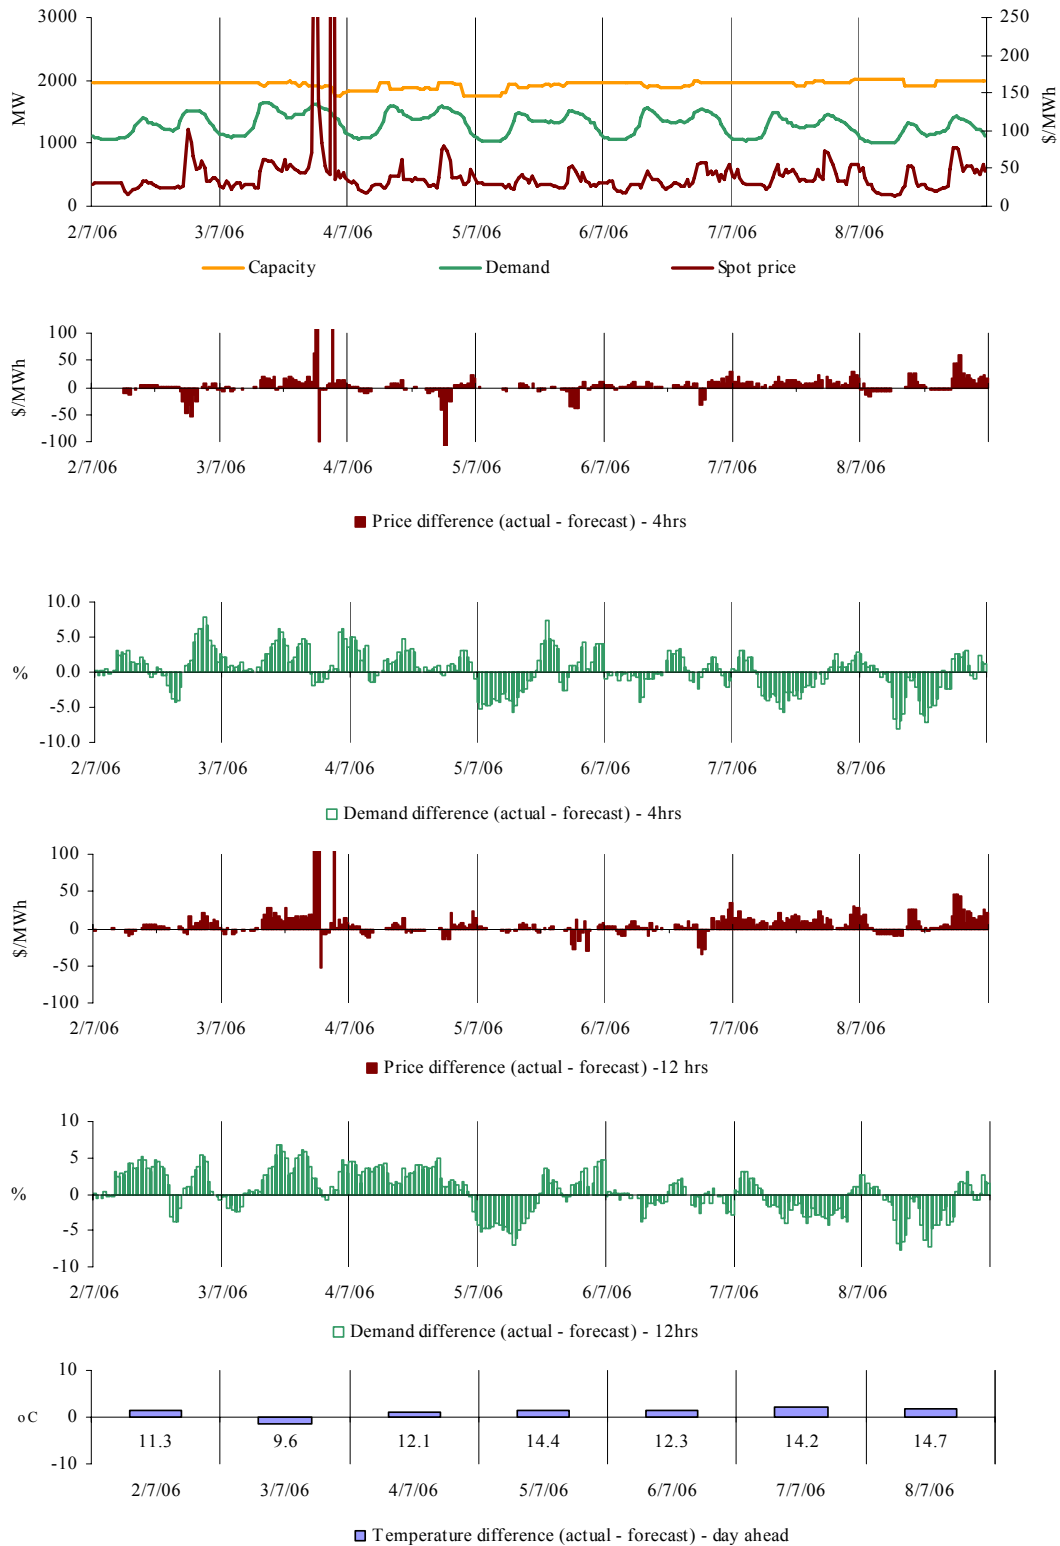 3000 250
200
2000
150
MW $/MWh
100
1000
50
0 0
2/7/06 3/7/06 4/7/06 5/7/06 6/7/06 7/7/06 8/7/06
Capacity Demand Spot price
100
50
$/MWh
0
-50
-100
2/7/06 3/7/06 4/7/06 5/7/06 6/7/06 7/7/06 8/7/06
Price difference (actual - forecast) - 4hrs
10.0
5.0
% 0.0
-5.0
-10.0
2/7/06 3/7/06 4/7/06 5/7/06 6/7/06 7/7/06 8/7/06
Demand difference (actual - forecast) - 4hrs
100
50
$/MWh
0
-50
-100
2/7/06 3/7/06 4/7/06 5/7/06 6/7/06 7/7/06 8/7/06
Price difference (actual - forecast) -12 hrs
10
5
% 0
-5
-10
2/7/06 3/7/06 4/7/06 5/7/06 6/7/06 7/7/06 8/7/06
Demand difference (actual - forecast) - 12hrs
10
o C 0
11.3 9.6 12.1 14.4 12.3 14.2 14.7
-10
2/7/06 3/7/06 4/7/06 5/7/06 6/7/06 7/7/06 8/7/06
Temperature difference (actual - forecast) - day ahead